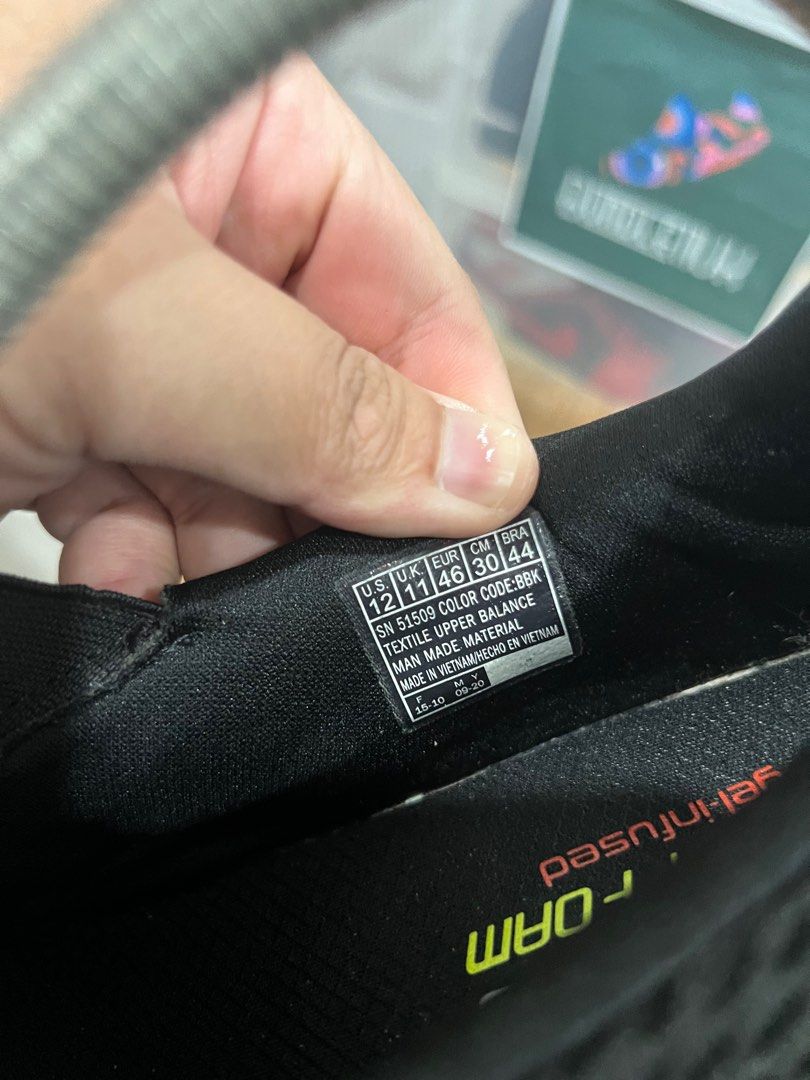 U.S. U.K. EUR CM BRA
12 11 46 30 44
SN 51509 COLOR CODE:BBK
TEXTILE UPPER BALANCE
MAN MADE MATERIAL
MADE IN VIETNAM/HECHO EN VIETNAM
F M Y
15-10 09-20
gel-infused
FOAM